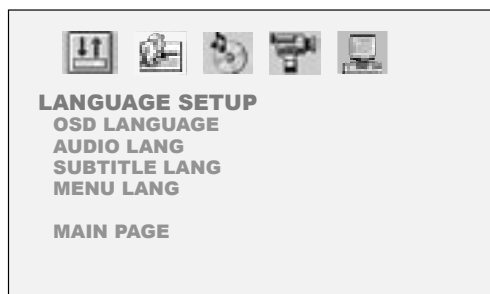 LANGUAGE SETUP
OSD LANGUAGE
AUDIO LANG
SUBTITLE LANG
MENU LANG
MAIN PAGE